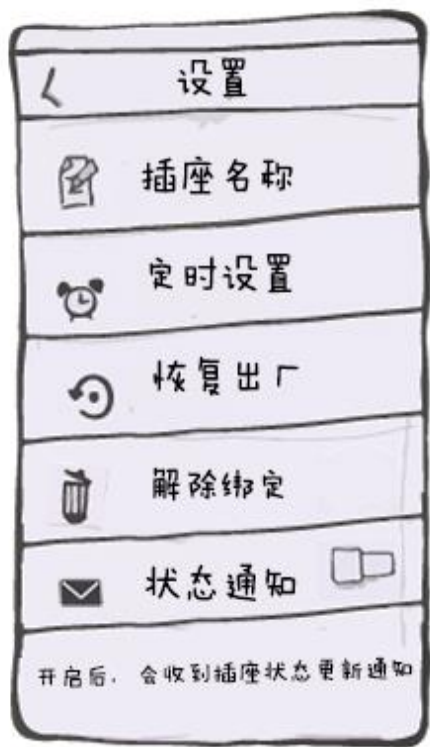 设置
插座名称
定时设置
恢复出厂
解除绑定
状态通知
开启后，会收到插座状态更新通知